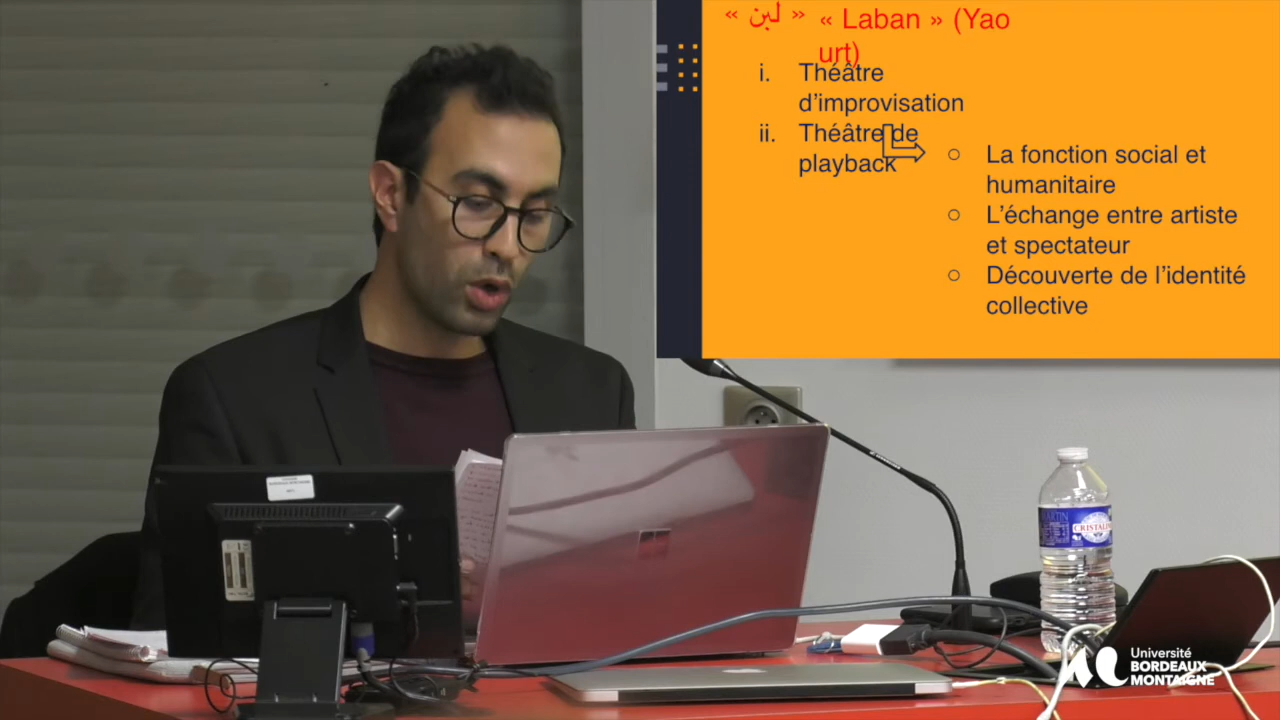 « لبن » « Laban » (Yao
urt)
i. Théâtre
d’improvisation
ii. Théâtre de
playback
○ La fonction social et
humanitaire
○ L’échange entre artiste
et spectateur
○ Découverte de l’identité
collective
CRISTALINE
Université
BORDEAUX
MONTAIGNE